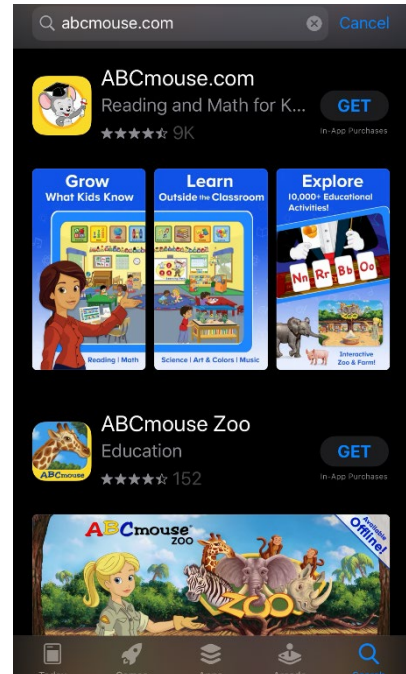 abcmouse.com Cancel
ABCmouse.com
Reading and Math for K...
GET
9K
In-App Purchases
Grow
What Kids Know
Reading | Math
Learn
Outside the Classroom
Science | Art & Colors | Music
Explore
10,000+ Educational
Activities!
Nn Rr Bb Oo
ZOO
Interactive
Zoo & Farm!
ABCmouse Zoo
Education
GET
152
In-App Purchases
ABCmouse
Available
Offline!
ABCmouse
ZOO
ZOO